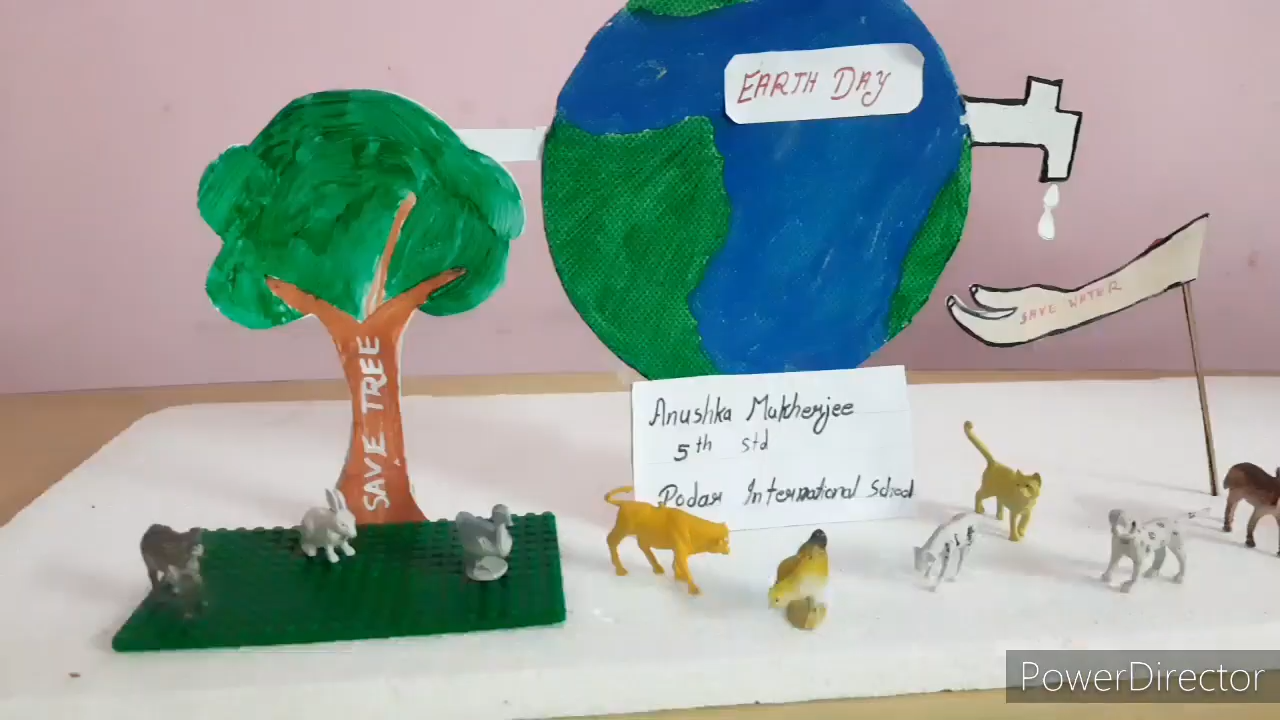 EARTH DAY
SAVE TREE
SAVE WATER
Anushka Mukherjee
5th Std
Podar International School
PowerDirector